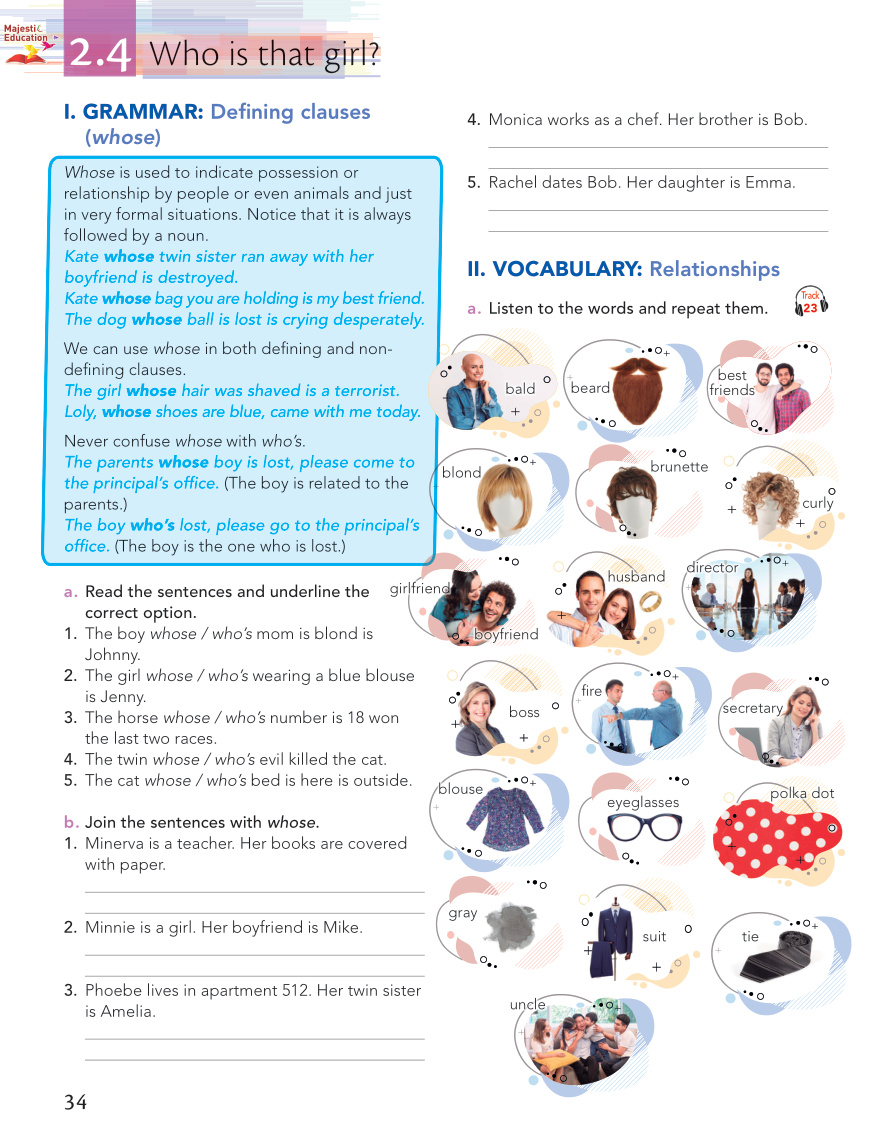 Majestic
Education
2.4 Who is that girl?
I. GRAMMAR: Defining clauses
(whose)
Whose is used to indicate possession or
relationship by people or even animals and just
in very formal situations. Notice that it is always
followed by a noun.
Kate whose twin sister ran away with her
boyfriend is destroyed.
Kate whose bag you are holding is my best friend.
The dog whose ball is lost is crying desperately.
We can use whose in both defining and non-
defining clauses.
The girl whose hair was shaved is a terrorist.
Loly, whose shoes are blue, came with me today.
Never confuse whose with who's.
The parents whose boy is lost, please come to
the principal's office. (The boy is related to the
parents.)
The boy who's lost, please go to the principal's
office. (The boy is the one who is lost.)
a. Read the sentences and underline the
correct option.
1. The boy whose / who's mom is blond is
Johnny.
2. The girl whose / who's wearing a blue blouse
is Jenny.
3. The horse whose / who's number is 18 won
the last two races.
4. The twin whose / who's evil killed the cat.
5. The cat whose / who's bed is here is outside.
b. Join the sentences with whose.
1. Minerva is a teacher. Her books are covered
with paper.
2. Minnie is a girl. Her boyfriend is Mike.
3. Phoebe lives in apartment 512. Her twin sister
is Amelia.
4. Monica works as a chef. Her brother is Bob.
5. Rachel dates Bob. Her daughter is Emma.
II. VOCABULARY: Relationships
a. Listen to the words and repeat them.
Track
23
bald
beard
best
friends
blond
brunette
curly
girlfriend
boyfriend
husband
director
boss
fire
secretary
blouse
eyeglasses
polka dot
gray
suit
tie
uncle
34